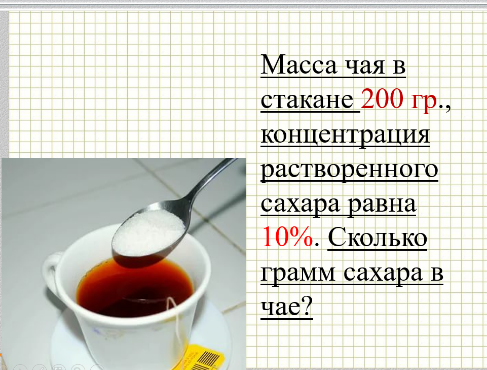 Масса чая в
стакане 200 гр.,
концентрация
растворенного
сахара равна
10%. Сколько
грамм сахара в
чае?